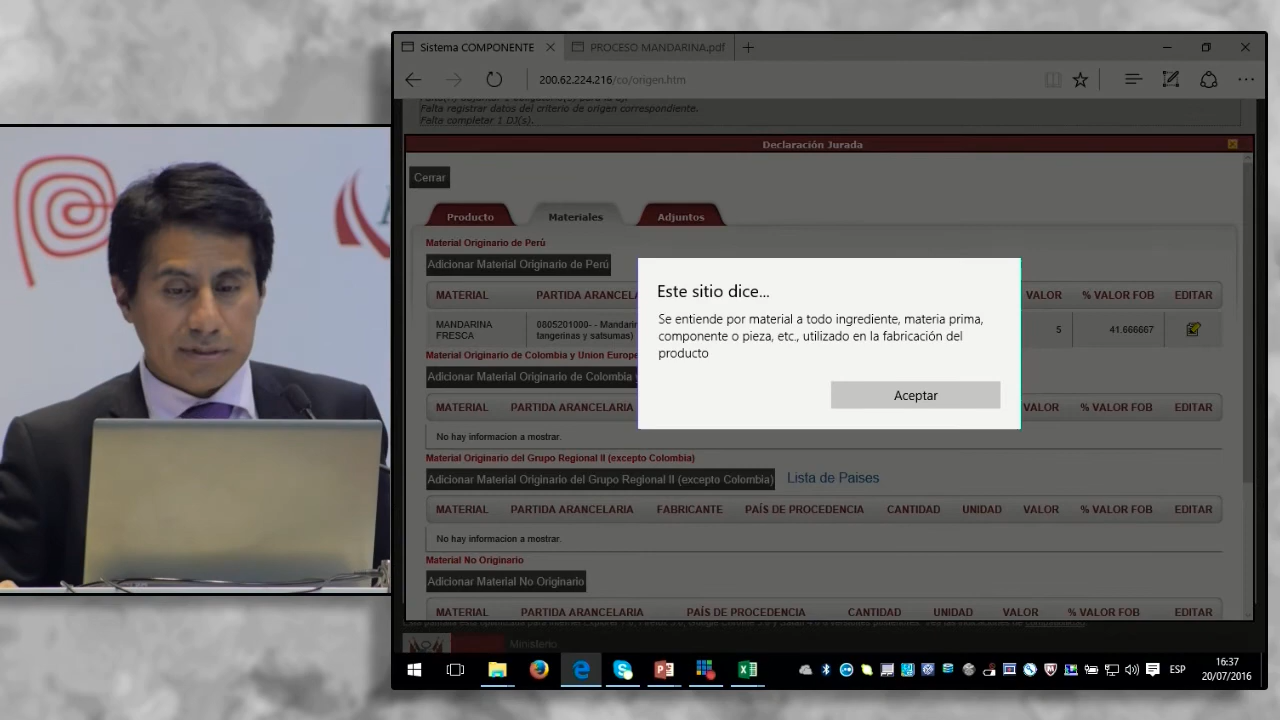 Sistema COMPONENTE
PROCESO MANDARINA.pdf
200.62.224.216/co/origen.htm
Falta registrar datos del criterio de origen correspondiente.
Falta completar 1 DJ(s).
Declaración Jurada
Cerrar
Producto Materiales Adjuntos
Material Originario de Perú
Adicionar Material Originario de Perú
MATERIAL PARTIDA VALOR % VALOR FOB EDITAR
MANDARINA FRESCA 0805201000- - tangerinas y satsumas) 5 41.666667
Material Originario de Colombia y Union
Adicionar Material Originario de Colombia
MATERIAL PARTIDA ARANCELARIA VALOR % VALOR FOB EDITAR
No hay informacion a mostrar.
Material Originario del Grupo Regional II (excepto Colombia)
Adicionar Material Originario del Grupo Regional II (excepto Colombia) Lista de Paises
MATERIAL PARTIDA ARANCELARIA FABRICANTE PAÍS DE PROCEDENCIA CANTIDAD UNIDAD VALOR % VALOR FOB EDITAR
No hay informacion a mostrar.
Material No Originario
Adicionar Material No Originario
MATERIAL PARTIDA ARANCELARIA PAÍS DE PROCEDENCIA CANTIDAD UNIDAD VALOR % VALOR FOB EDITAR
Este sitio dice...
Se entiende por material a todo ingrediente, materia prima,
componente o pieza, etc., utilizado en la fabricación del
producto
Aceptar
Ministerio
ESP
16:37
20/07/2016